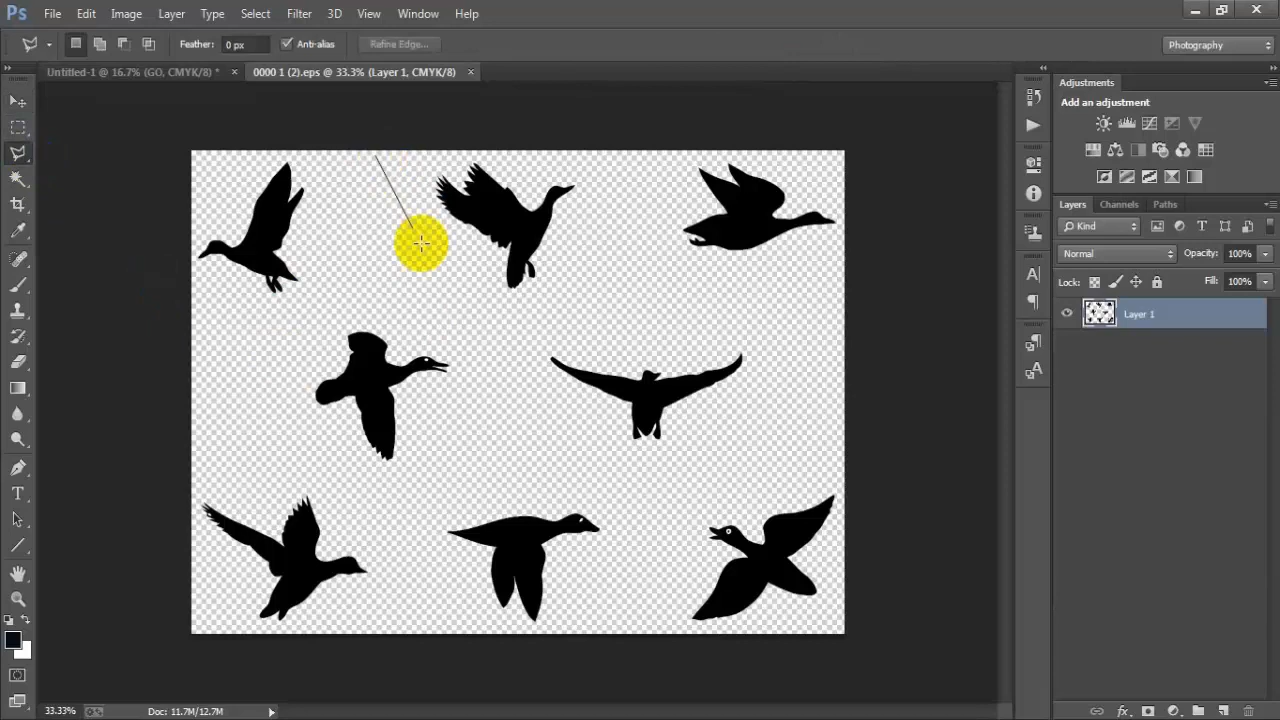 Ps File Edit Image Layer Type Select Filter 3D View Window Help
Feather: 0 px Anti-alias Refine Edge... Photography
Untitled-1 @ 16.7% (GO, CMYK/8) * × 0000 1 (2).eps @ 33.3% (Layer 1, CMYK/8) ×
Adjustments
Add an adjustment
Layers Channels Paths
Kind
Normal Opacity: 100%
Lock: Fill: 100%
Layer 1
33.33% Doc: 11.7M/12.7M